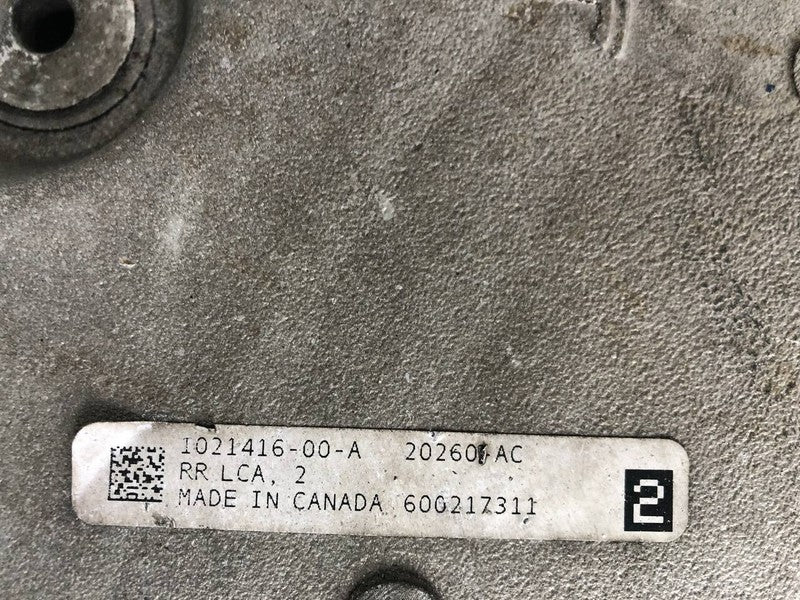 1021416-00-A
RR LCA, 2
MADE IN CANADA 600217311
2